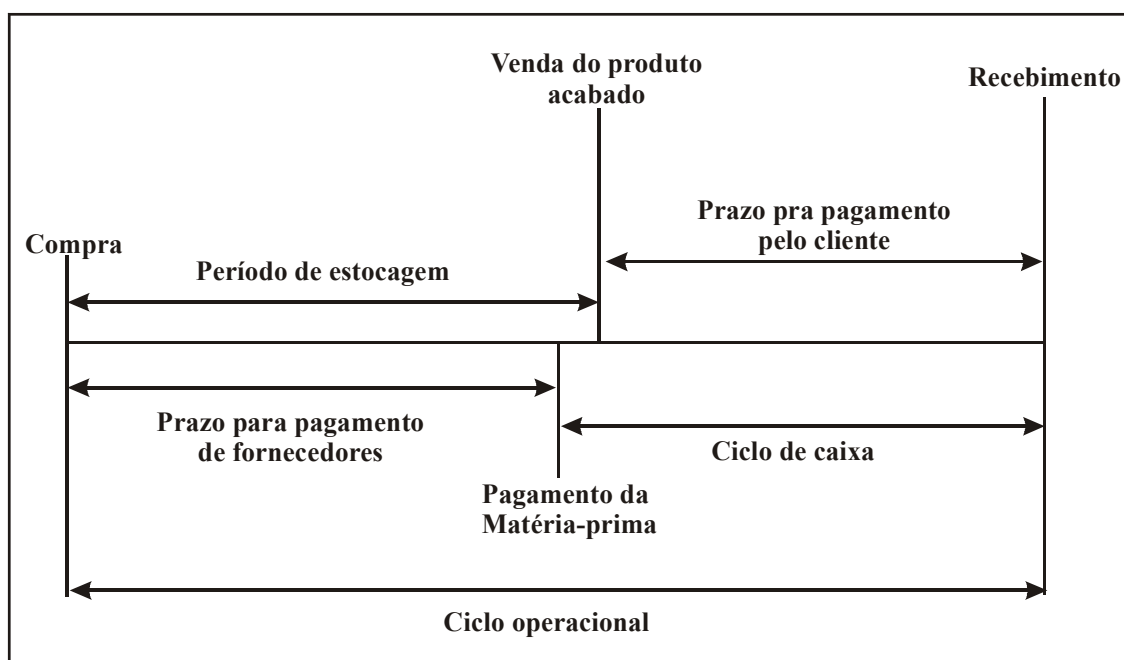 Venda do produto
acabado
Recebimento
Prazo pra pagamento
pelo cliente
Compra
Período de estocagem
Prazo para pagamento
de fornecedores
Ciclo de caixa
Pagamento da
Matéria-prima
Ciclo operacional